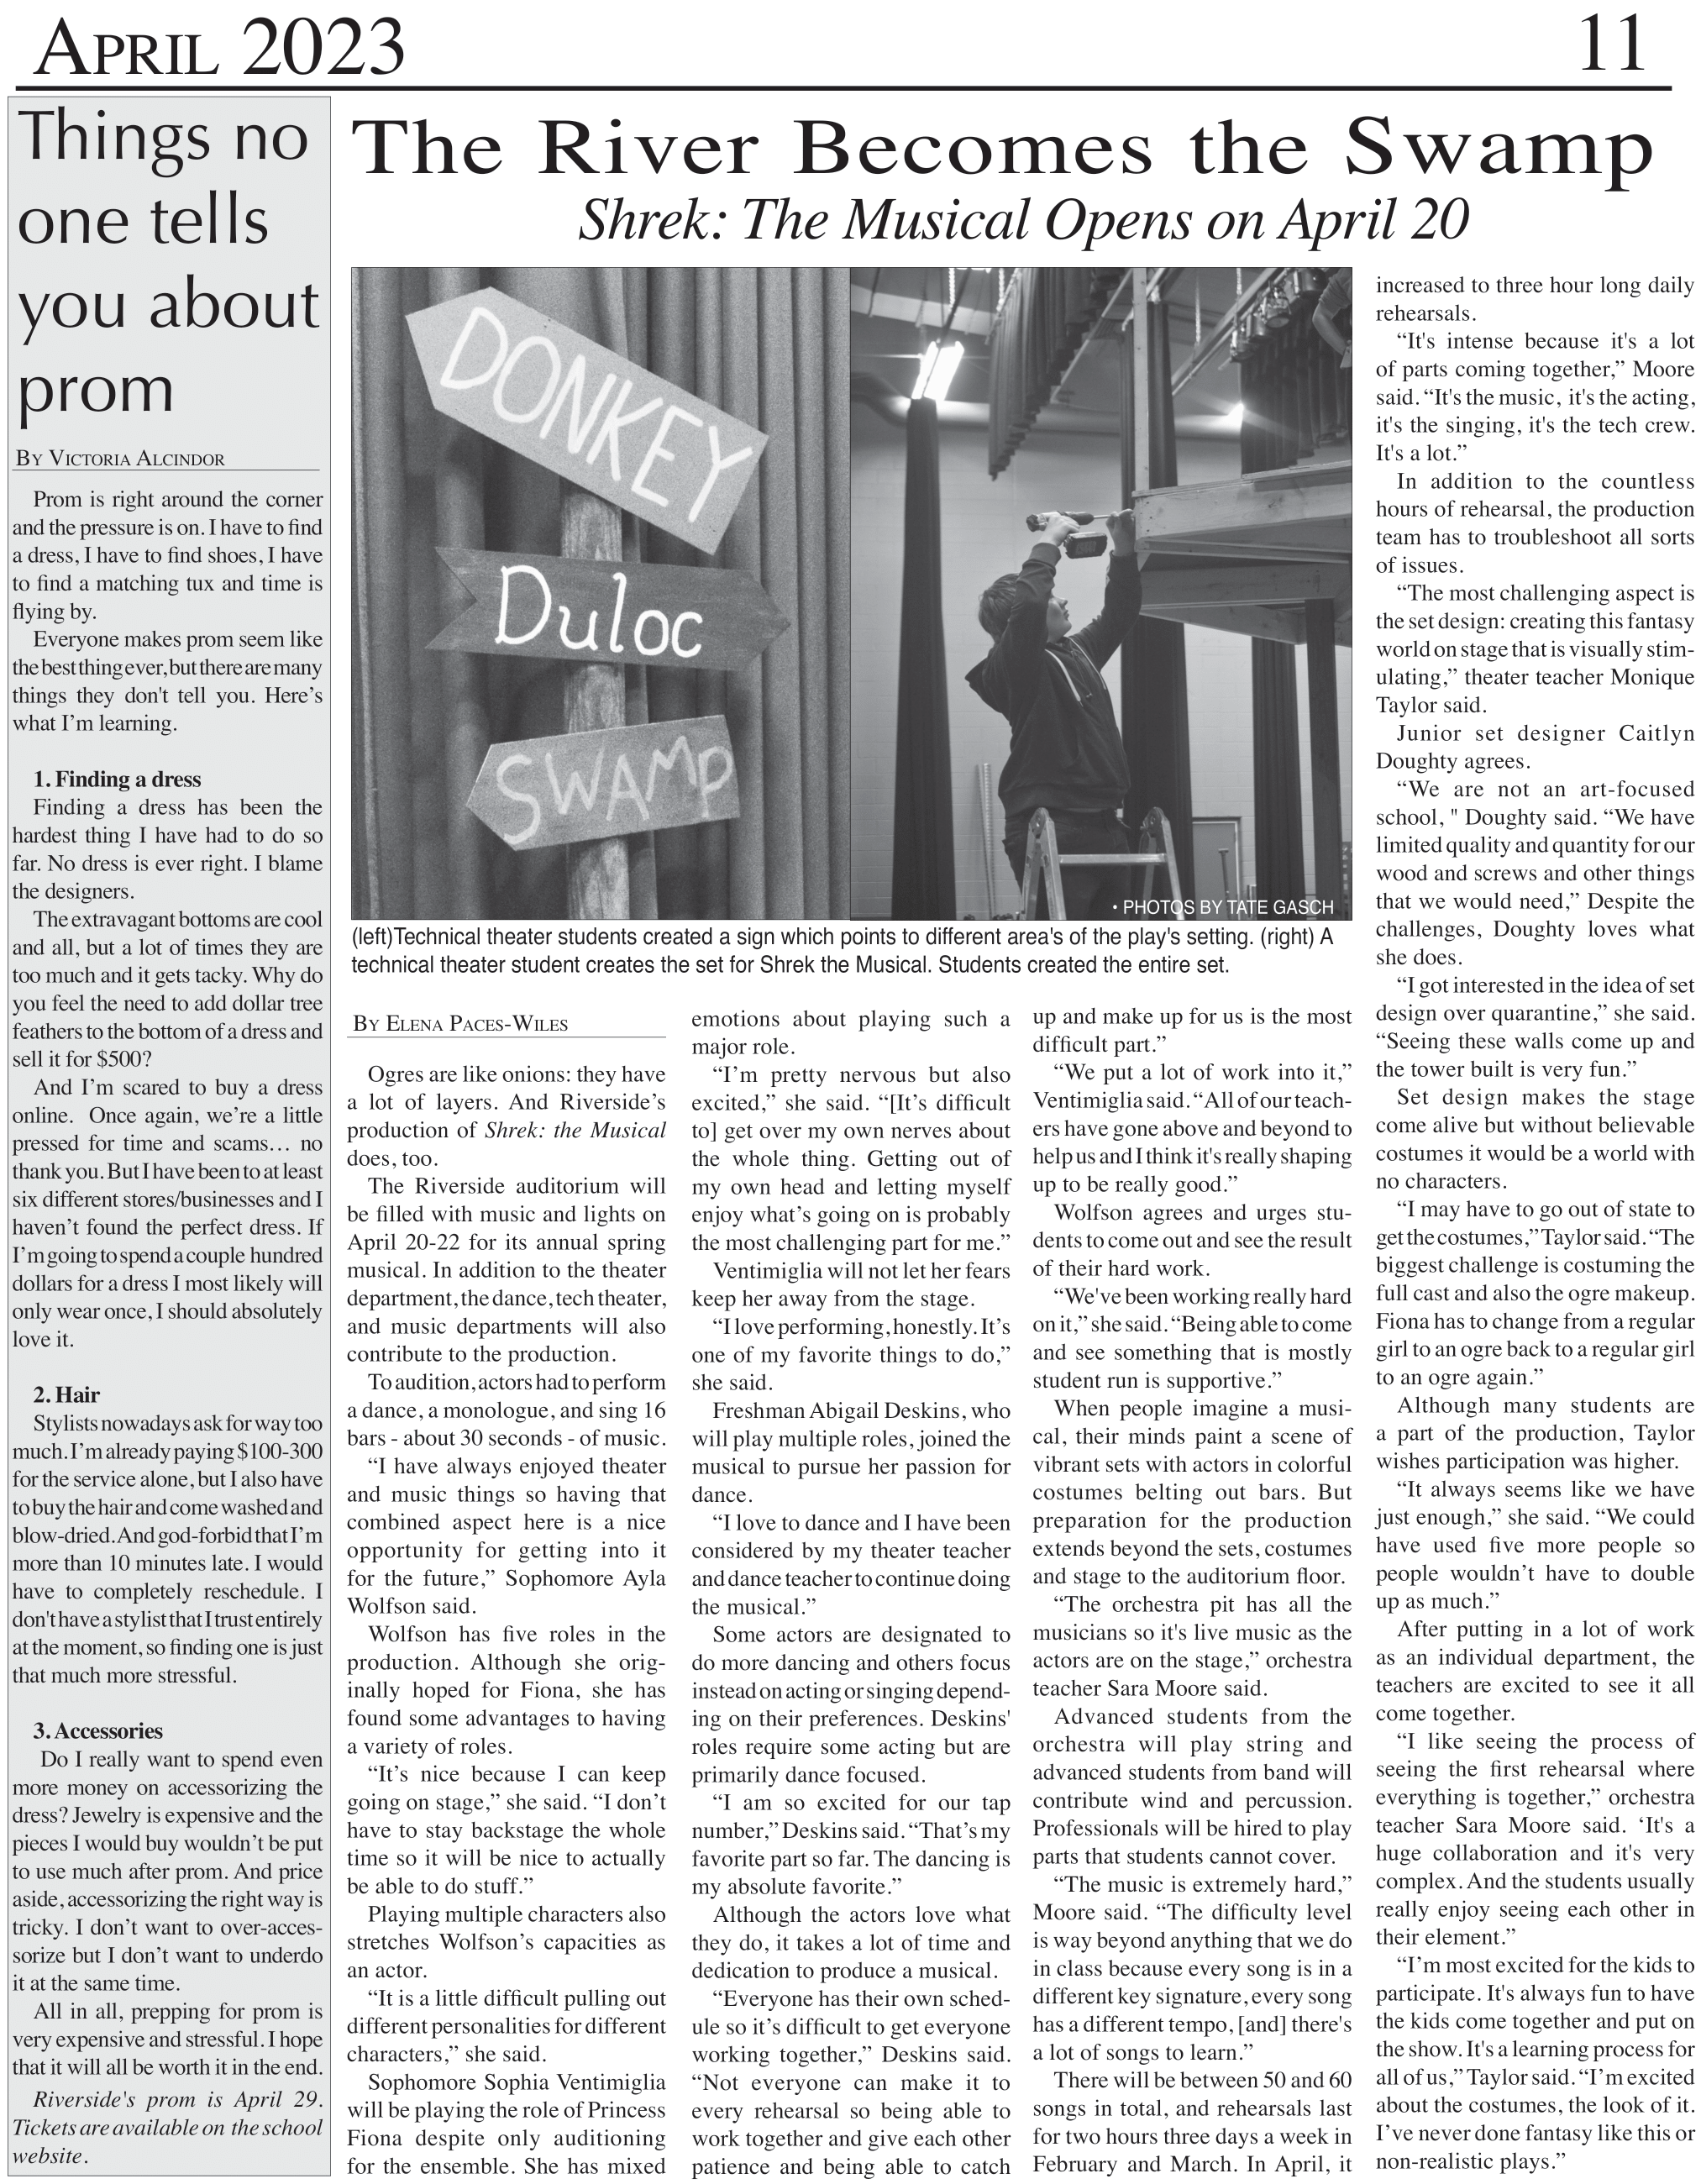 April 2023
11
Things no
one tells
you about
prom
By Victoria Alcindor
Prom is right around the corner
and the pressure is on. I have to find
a dress, I have to find shoes, I have
to find a matching tux and time is
flying by.
Everyone makes prom seem like
the best thing ever, but there are many
things they don't tell you. Here's
what I'm learning.
1. Finding a dress
Finding a dress has been the
hardest thing I have had to do so
far. No dress is ever right. I blame
the designers.
The extravagant bottoms are cool
and all, but a lot of times they are
too much and it gets tacky. Why do
you feel the need to add dollar tree
feathers to the bottom of a dress and
sell it for $500?
And I'm scared to buy a dress
online. Once again, we're a little
pressed for time and scams… no
thank you. But I have been to at least
six different stores/businesses and I
haven't found the perfect dress. If
I'm going to spend a couple hundred
dollars for a dress I most likely will
only wear once, I should absolutely
love it.
2. Hair
Stylists nowadays ask for way too
much. I'm already paying $100-300
for the service alone, but I also have
to buy the hair and come washed and
blow-dried. And god-forbid that I'm
more than 10 minutes late. I would
have to completely reschedule. I
don't have a stylist that I trust entirely
at the moment, so finding one is just
that much more stressful.
3. Accessories
Do I really want to spend even
more money on accessorizing the
dress? Jewelry is expensive and the
pieces I would buy wouldn't be put
to use much after prom. And price
aside, accessorizing the right way is
tricky. I don't want to over-acces-
sorize but I don't want to underdo
it at the same time.
All in all, prepping for prom is
very expensive and stressful. I hope
that it will all be worth it in the end.
Riverside's prom is April 29.
Tickets are available on the school
website.
The River Becomes the Swamp
Shrek: The Musical Opens on April 20
DONKEY
Duloc
SWAMP
• PHOTOS BY TATE GASCH
(left)Technical theater students created a sign which points to different area's of the play's setting. (right) A
technical theater student creates the set for Shrek the Musical. Students created the entire set.
By Elena Paces-Wiles
Ogres are like onions: they have
a lot of layers. And Riverside's
production of Shrek: the Musical
does, too.
The Riverside auditorium will
be filled with music and lights on
April 20-22 for its annual spring
musical. In addition to the theater
department, the dance, tech theater,
and music departments will also
contribute to the production.
To audition, actors had to perform
a dance, a monologue, and sing 16
bars - about 30 seconds - of music.
“I have always enjoyed theater
and music things so having that
combined aspect here is a nice
opportunity for getting into it
for the future,” Sophomore Ayla
Wolfson said.
Wolfson has five roles in the
production. Although she orig-
inally hoped for Fiona, she has
found some advantages to having
a variety of roles.
“It's nice because I can keep
going on stage,” she said. “I don't
have to stay backstage the whole
time so it will be nice to actually
be able to do stuff.”
Playing multiple characters also
stretches Wolfson's capacities as
an actor.
“It is a little difficult pulling out
different personalities for different
characters,” she said.
Sophomore Sophia Ventimiglia
will be playing the role of Princess
Fiona despite only auditioning
for the ensemble. She has mixed
emotions about playing such a
major role.
“I'm pretty nervous but also
excited,” she said. “[It's difficult
to] get over my own nerves about
the whole thing. Getting out of
my own head and letting myself
enjoy what's going on is probably
the most challenging part for me.”
Ventimiglia will not let her fears
keep her away from the stage.
“I love performing, honestly. It's
one of my favorite things to do,”
she said.
Freshman Abigail Deskins, who
will play multiple roles, joined the
musical to pursue her passion for
dance.
“I love to dance and I have been
considered by my theater teacher
and dance teacher to continue doing
the musical.”
Some actors are designated to
do more dancing and others focus
instead on acting or singing depend-
ing on their preferences. Deskins'
roles require some acting but are
primarily dance focused.
“I am so excited for our tap
number,” Deskins said. “That's my
favorite part so far. The dancing is
my absolute favorite.”
Although the actors love what
they do, it takes a lot of time and
dedication to produce a musical.
“Everyone has their own sched-
ule so it's difficult to get everyone
working together,” Deskins said.
“Not everyone can make it to
every rehearsal so being able to
work together and give each other
patience and being able to catch
up and make up for us is the most
difficult part.”
“We put a lot of work into it,”
Ventimiglia said. “All of our teach-
ers have gone above and beyond to
help us and I think it's really shaping
up to be really good.”
Wolfson agrees and urges stu-
dents to come out and see the result
of their hard work.
“We've been working really hard
on it,” she said. “Being able to come
and see something that is mostly
student run is supportive.”
When people imagine a musi-
cal, their minds paint a scene of
vibrant sets with actors in colorful
costumes belting out bars. But
preparation for the production
extends beyond the sets, costumes
and stage to the auditorium floor.
“The orchestra pit has all the
musicians so it's live music as the
actors are on the stage,” orchestra
teacher Sara Moore said.
Advanced students from the
orchestra will play string and
advanced students from band will
contribute wind and percussion.
Professionals will be hired to play
parts that students cannot cover.
“The music is extremely hard,”
Moore said. “The difficulty level
is way beyond anything that we do
in class because every song is in a
different key signature, every song
has a different tempo, [and] there's
a lot of songs to learn.”
There will be between 50 and 60
songs in total, and rehearsals last
for two hours three days a week in
February and March. In April, it
increased to three hour long daily
rehearsals.
“It's intense because it's a lot
of parts coming together,” Moore
said. “It's the music, it's the acting,
it's the singing, it's the tech crew.
It's a lot.”
In addition to the countless
hours of rehearsal, the production
team has to troubleshoot all sorts
of issues.
“The most challenging aspect is
the set design: creating this fantasy
world on stage that is visually stim-
ulating,” theater teacher Monique
Taylor said.
Junior set designer Caitlyn
Doughty agrees.
“We are not an art-focused
school, " Doughty said. “We have
limited quality and quantity for our
wood and screws and other things
that we would need,” Despite the
challenges, Doughty loves what
she does.
“I got interested in the idea of set
design over quarantine,” she said.
“Seeing these walls come up and
the tower built is very fun.”
Set design makes the stage
come alive but without believable
costumes it would be a world with
no characters.
“I may have to go out of state to
get the costumes,” Taylor said. “The
biggest challenge is costuming the
full cast and also the ogre makeup.
Fiona has to change from a regular
girl to an ogre back to a regular girl
to an ogre again.”
Although many students are
a part of the production, Taylor
wishes participation was higher.
“It always seems like we have
just enough,” she said. “We could
have used five more people so
people wouldn't have to double
up as much.”
After putting in a lot of work
as an individual department, the
teachers are excited to see it all
come together.
“I like seeing the process of
seeing the first rehearsal where
everything is together,” orchestra
teacher Sara Moore said. ‘It's a
huge collaboration and it's very
complex. And the students usually
really enjoy seeing each other in
their element.”
“I'm most excited for the kids to
participate. It's always fun to have
the kids come together and put on
the show. It's a learning process for
all of us,” Taylor said. “I'm excited
about the costumes, the look of it.
I've never done fantasy like this or
non-realistic plays.”